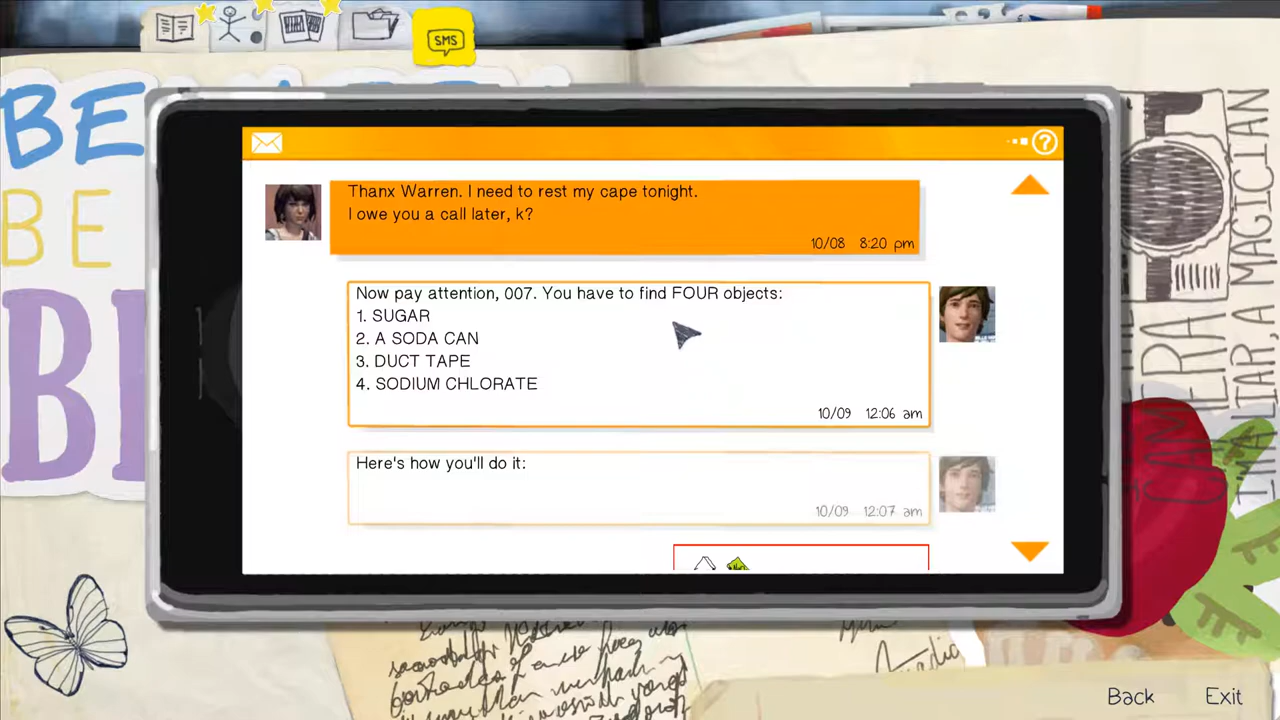 SMS
BE
BE
Thanx Warren. I need to rest my cape tonight.
I owe you a call later, k?
10/08 8:20 pm
Now pay attention, 007. You have to find FOUR objects:
1. SUGAR
2. A SODA CAN
3. DUCT TAPE
4. SODIUM CHLORATE
10/09 12:06 am
Here's how you'll do it:
10/09 12:07 am
?
A MAGICIAN
Back
Exit